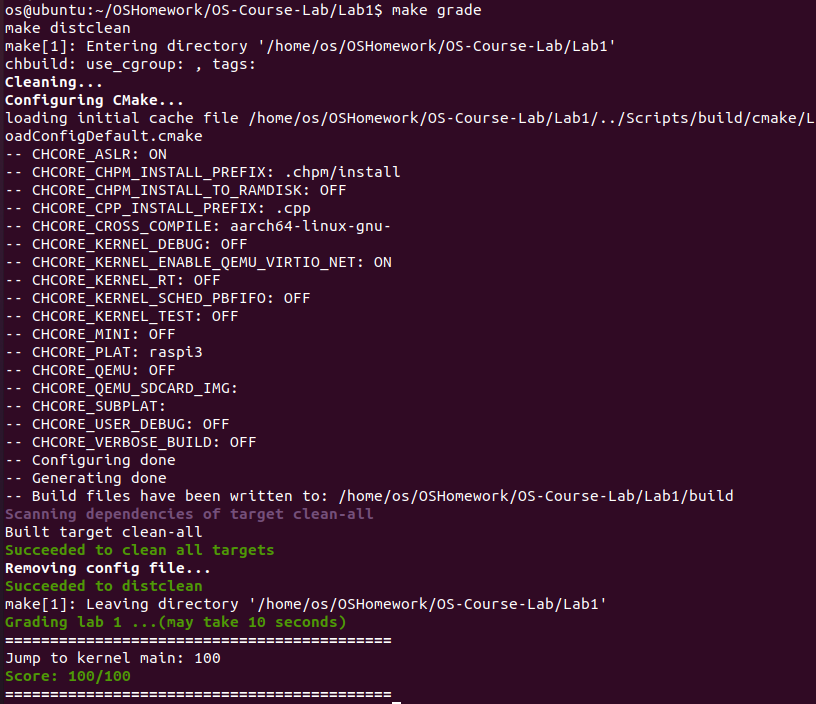 os@ubuntu:~/OSHomework/OS-Course-Lab/Lab1$ make grade
make distclean
make[1]: Entering directory '/home/os/OSHomework/OS-Course-Lab/Lab1'
chbuild: use_cgroup: , tags:
Cleaning...
Configuring CMake...
loading initial cache file /home/os/OSHomework/OS-Course-Lab/Lab1/../Scripts/build/cmake/L
oadConfigDefault.cmake
-- CHCORE_ASLR: ON
-- CHCORE_CHPM_INSTALL_PREFIX: .chpm/install
-- CHCORE_CHPM_INSTALL_TO_RAMDISK: OFF
-- CHCORE_CPP_INSTALL_PREFIX: .cpp
-- CHCORE_CROSS_COMPILE: aarch64-linux-gnu-
-- CHCORE_KERNEL_DEBUG: OFF
-- CHCORE_KERNEL_ENABLE_QEMU_VIRTIO_NET: ON
-- CHCORE_KERNEL_RT: OFF
-- CHCORE_KERNEL_SCHED_PBFIFO: OFF
-- CHCORE_KERNEL_TEST: OFF
-- CHCORE_MINI: OFF
-- CHCORE_PLAT: raspi3
-- CHCORE_QEMU: OFF
-- CHCORE_QEMU_SDCARD_IMG:
-- CHCORE_SUBPLAT:
-- CHCORE_USER_DEBUG: OFF
-- CHCORE_VERBOSE_BUILD: OFF
-- Configuring done
-- Generating done
-- Build files have been written to: /home/os/OSHomework/OS-Course-Lab/Lab1/build
Scanning dependencies of target clean-all
Built target clean-all
Succeeded to clean all targets
Removing config file...
Succeeded to distclean
make[1]: Leaving directory '/home/os/OSHomework/OS-Course-Lab/Lab1'
Grading lab 1 ...(may take 10 seconds)
===========================================
Jump to kernel main: 100
Score: 100/100
===========================================